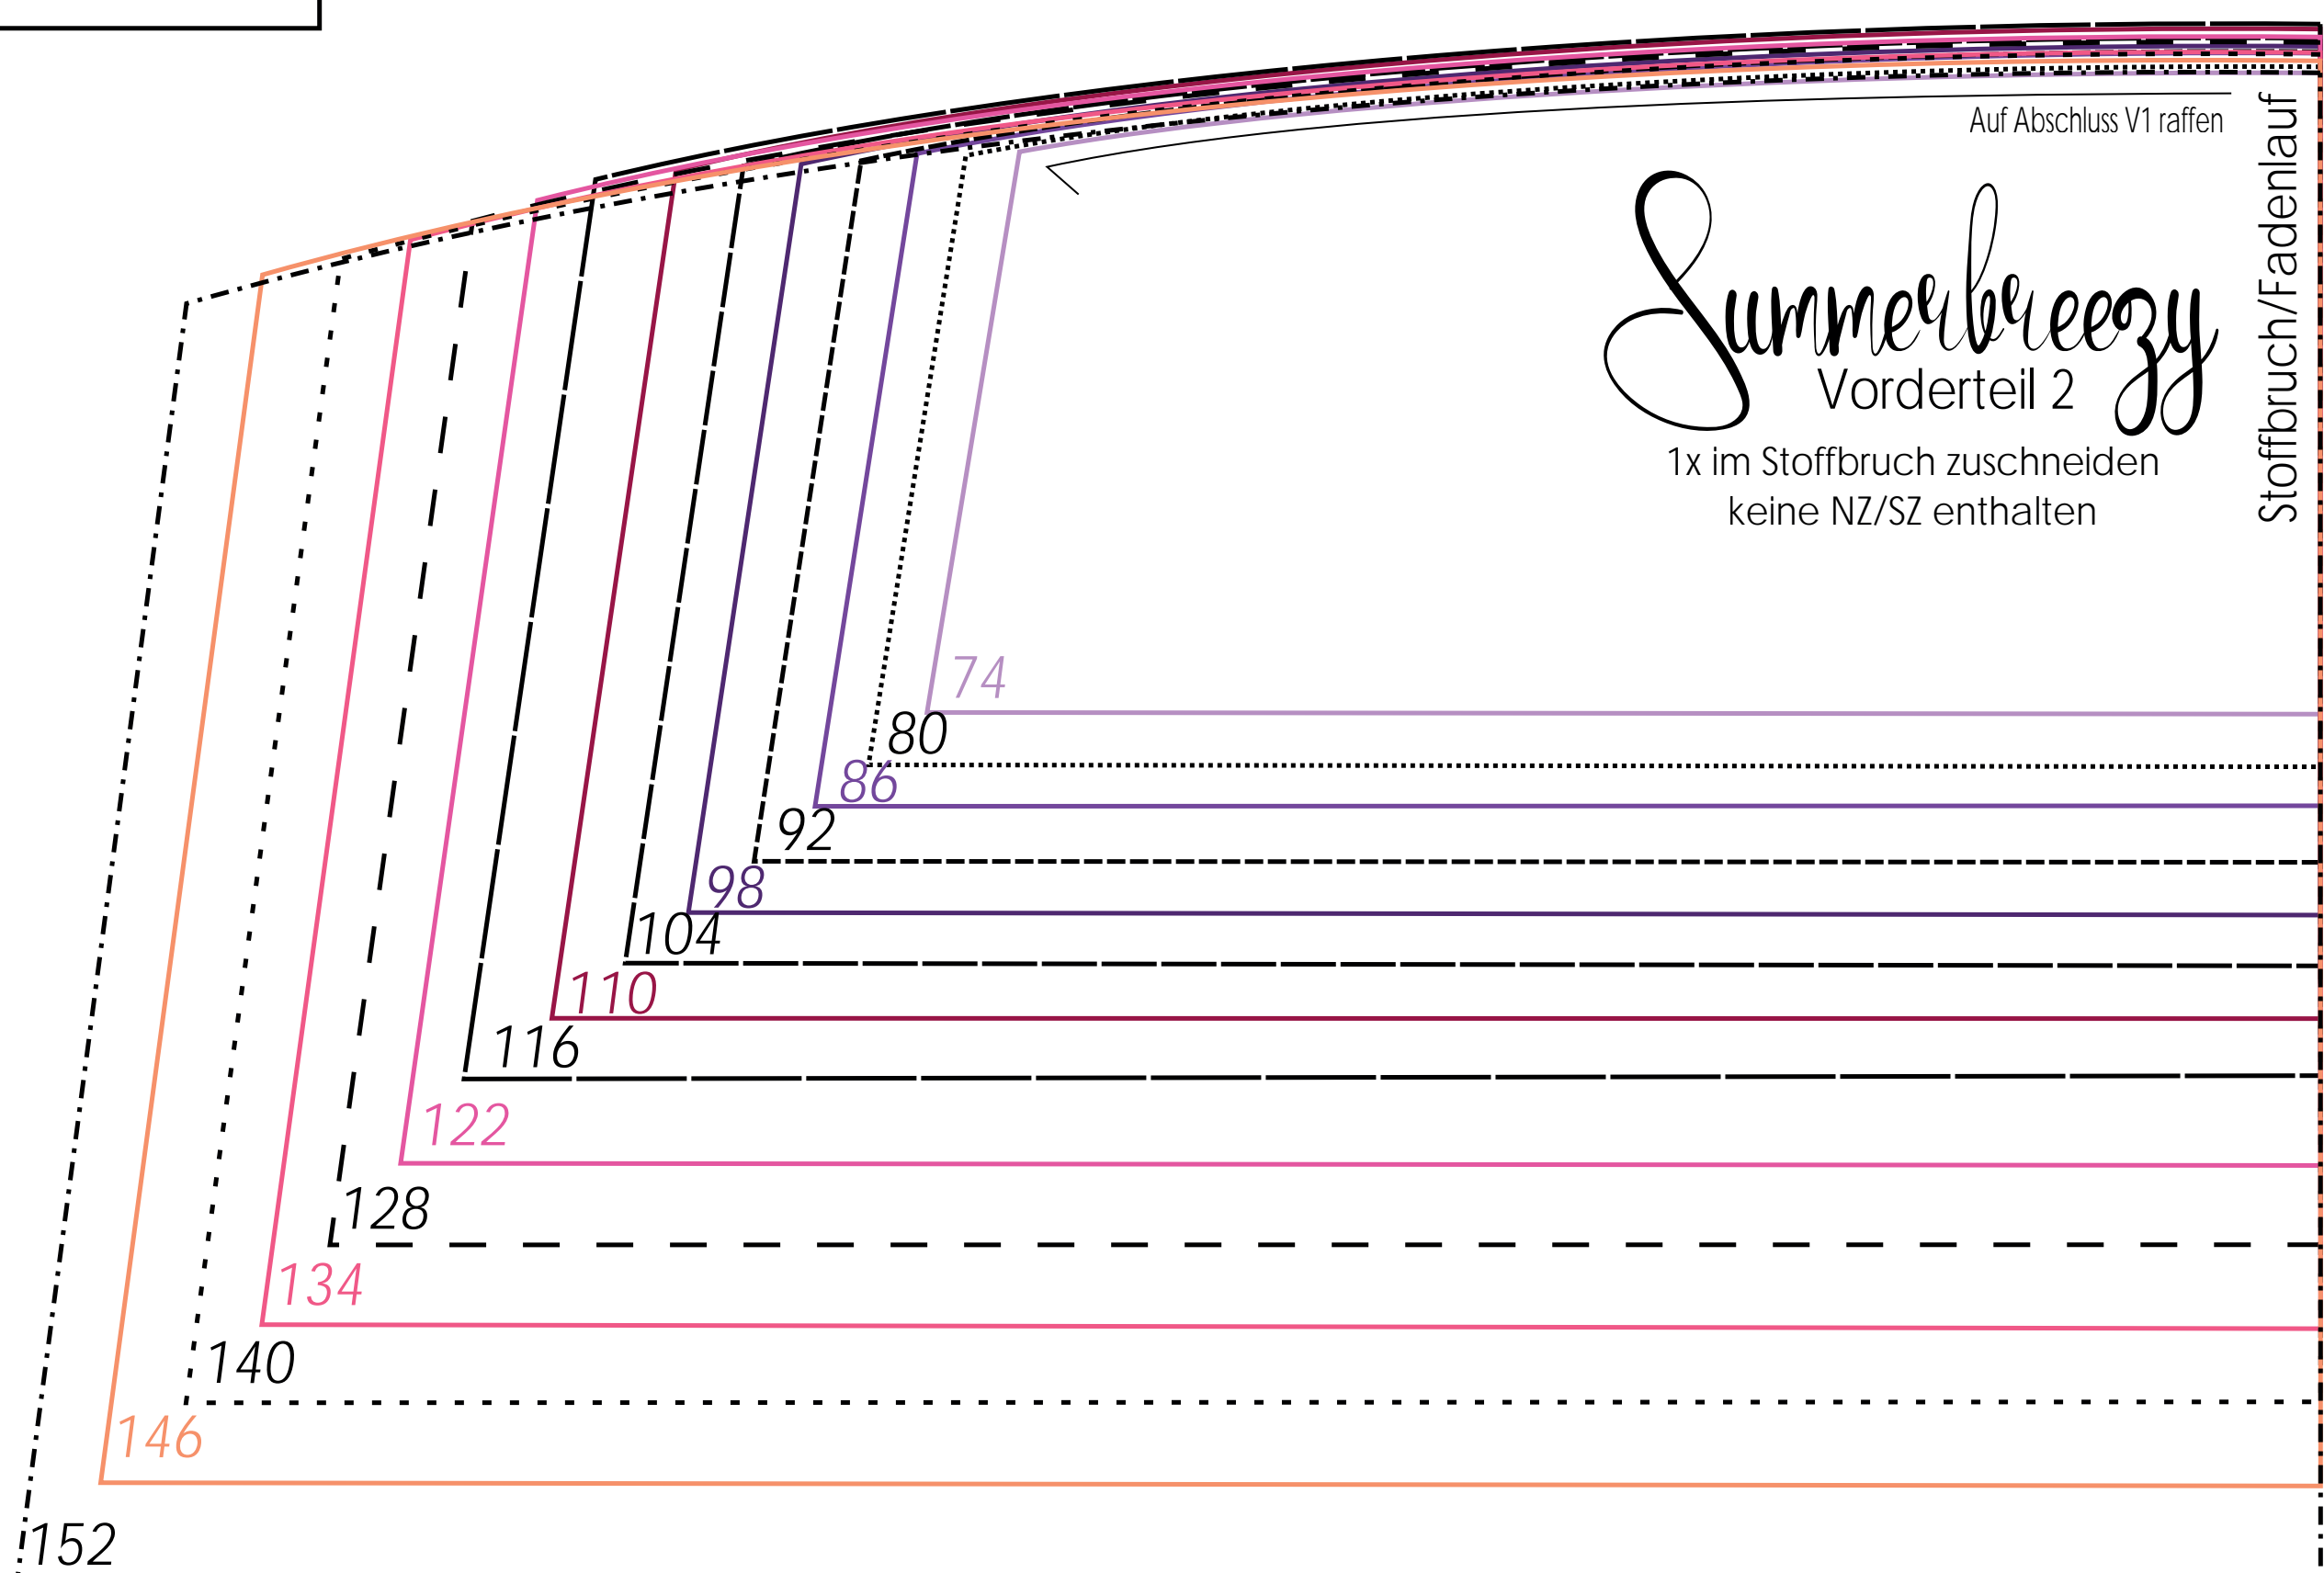 Auf Abschluss V1 raffen
Stoffbruch/Fadenlauf
Summerbreezy
Vorderteil 2
1x im Stoffbruch zuschneiden
keine NZ/SZ enthalten
74
80
86
92
98
104
110
116
122
128
134
140
146
152